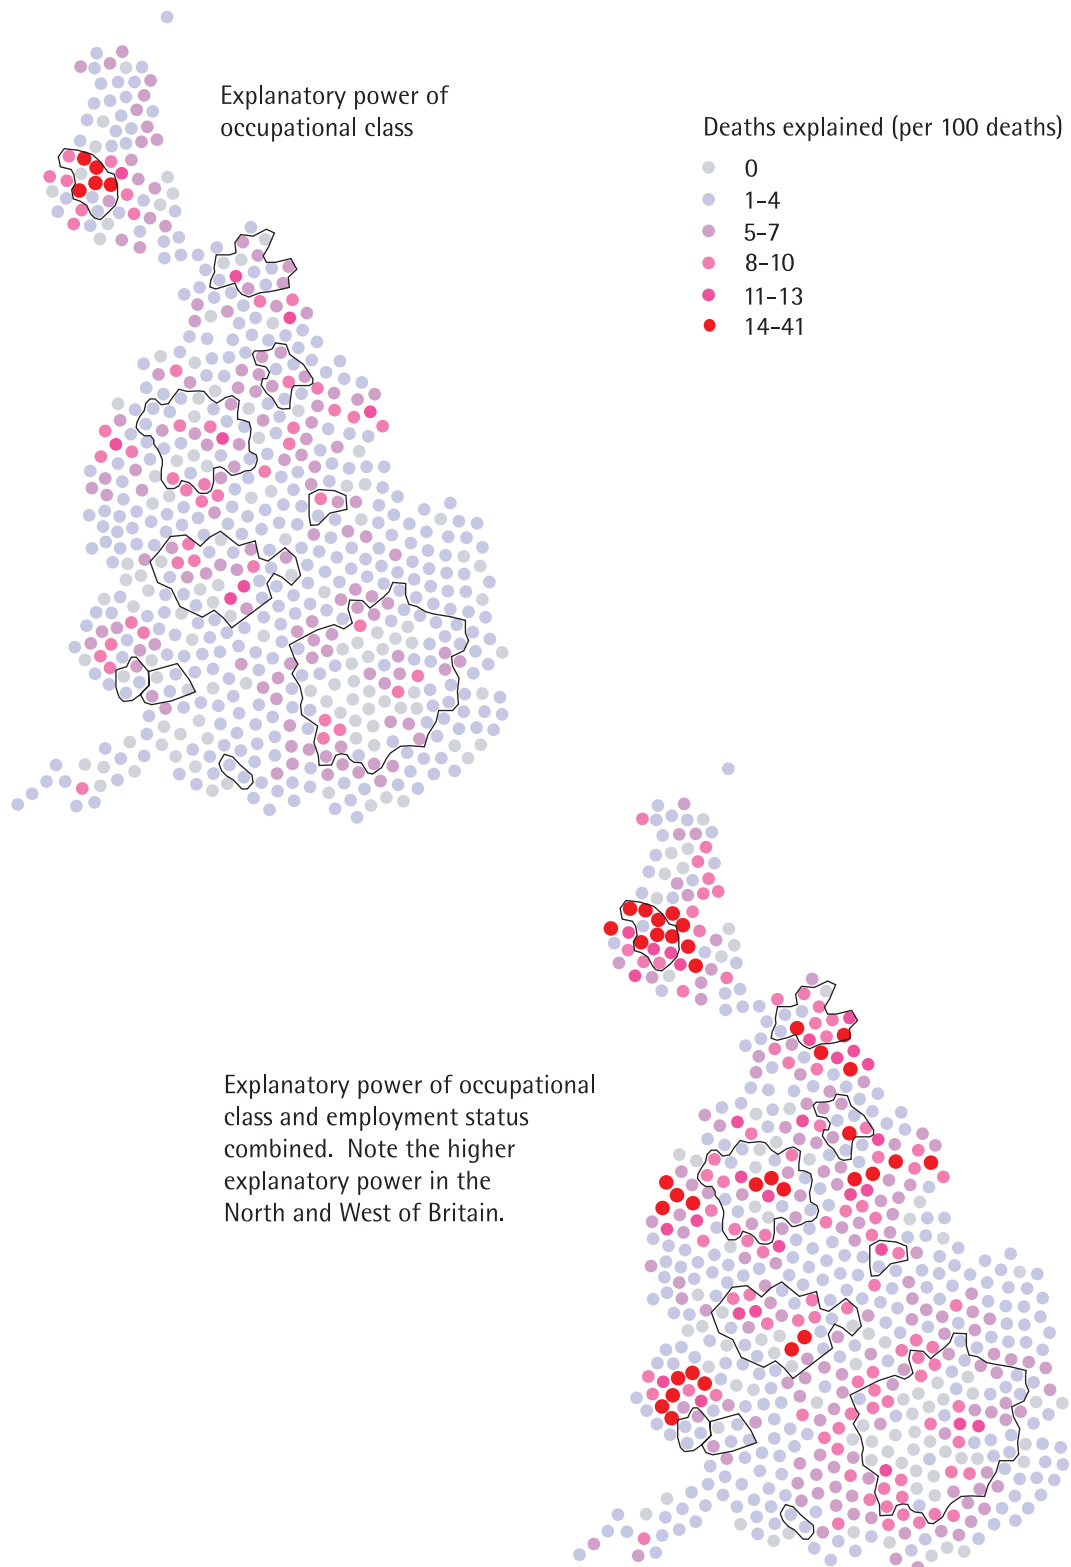 Explanatory power of
occupational class
Deaths explained (per 100 deaths)
0
1–4
5–7
8–10
11–13
14–41
Explanatory power of occupational
class and employment status
combined.  Note the higher
explanatory power in the
North and West of Britain.